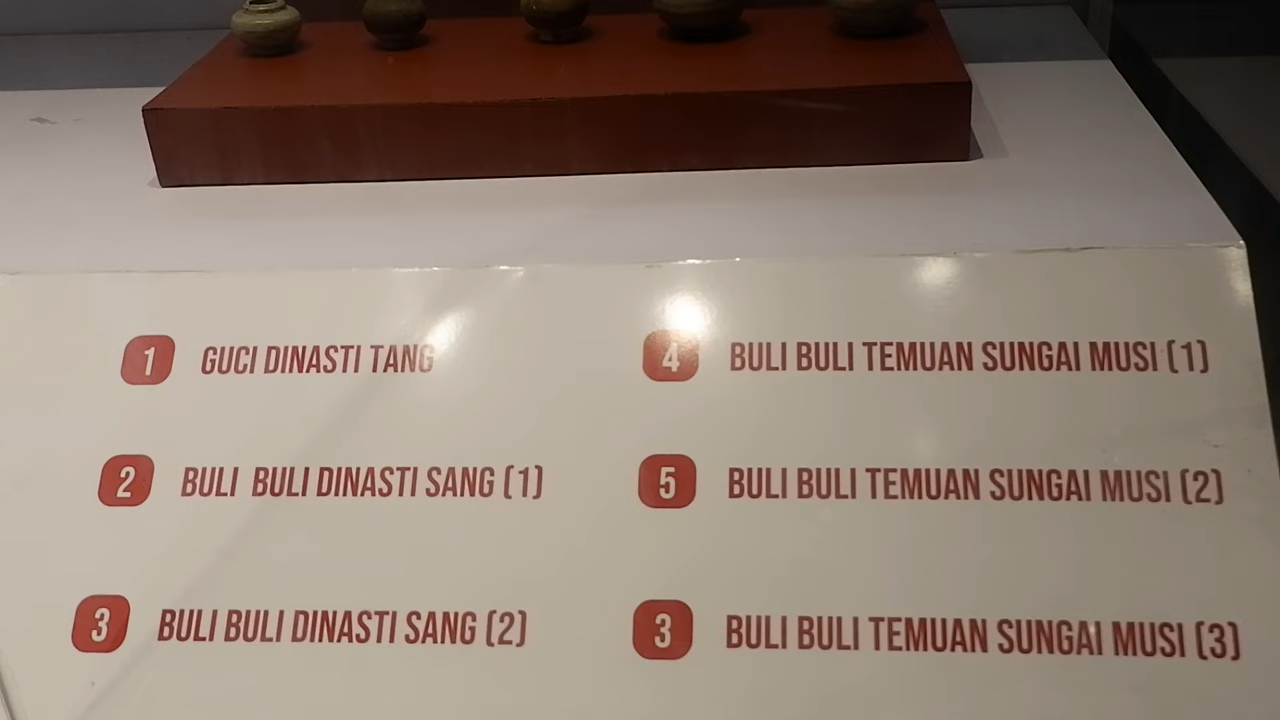 1 GUCI DINASTI TANG
2 BULI BULI DINASTI SANG (1)
3 BULI BULI DINASTI SANG (2)
4 BULI BULI TEMUAN SUNGAI MUSI (1)
5 BULI BULI TEMUAN SUNGAI MUSI (2)
3 BULI BULI TEMUAN SUNGAI MUSI (3)